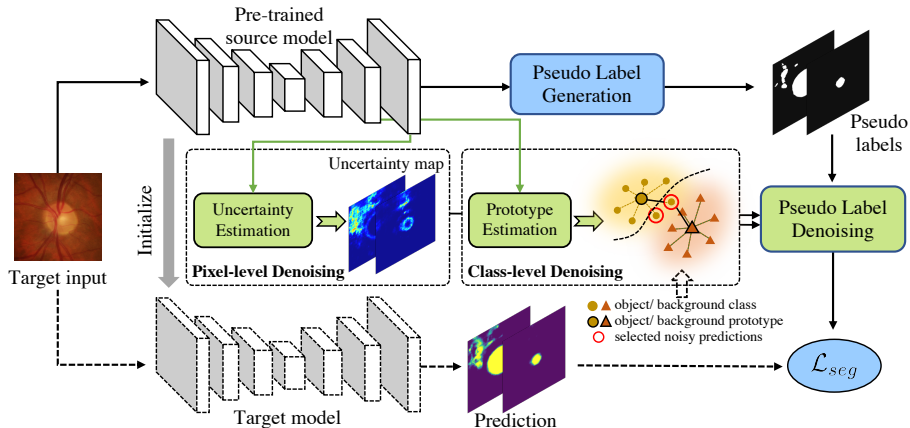 Pre-trained
source model
Pseudo Label
Generation
Pseudo
labels
Initialize
Uncertainty map
Uncertainty
Estimation
Pixel-level Denoising
Prototype
Estimation
Class-level Denoising
Pseudo Label
Denoising
Target input
object/ background class
object/ background prototype
selected noisy predictions
Target model
Prediction
ℒseg